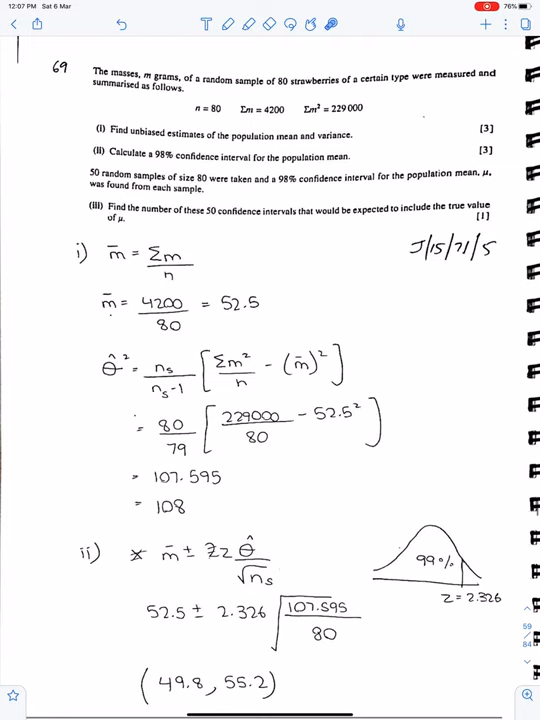 12:07 PM Sat 6 Mar
76%
69
The masses, m grams, of a random sample of 80 strawberries of a certain type were measured and
summarised as follows.
n = 80 Σm = 4200 Σm² = 229 000
(i) Find unbiased estimates of the population mean and variance. [3]
(ii) Calculate a 98% confidence interval for the population mean. [3]
50 random samples of size 80 were taken and a 98% confidence interval for the population mean, μ,
was found from each sample.
(iii) Find the number of these 50 confidence intervals that would be expected to include the true value
of μ. [1]
J/15/71/5
i) m̄ = Σm / n
m̄ = 4200 / 80 = 52.5
θ̂² = nₛ / (nₛ-1) [ Σm² / n - (m̄)² ]
= 80 / 79 [ 229000 / 80 - 52.5² ]
= 107.595
= 108
ii) * m̄ ± z θ̂ / √nₛ
99%
z = 2.326
52.5 ± 2.326 √(107.595 / 80)
(49.8, 55.2)
59
/
84